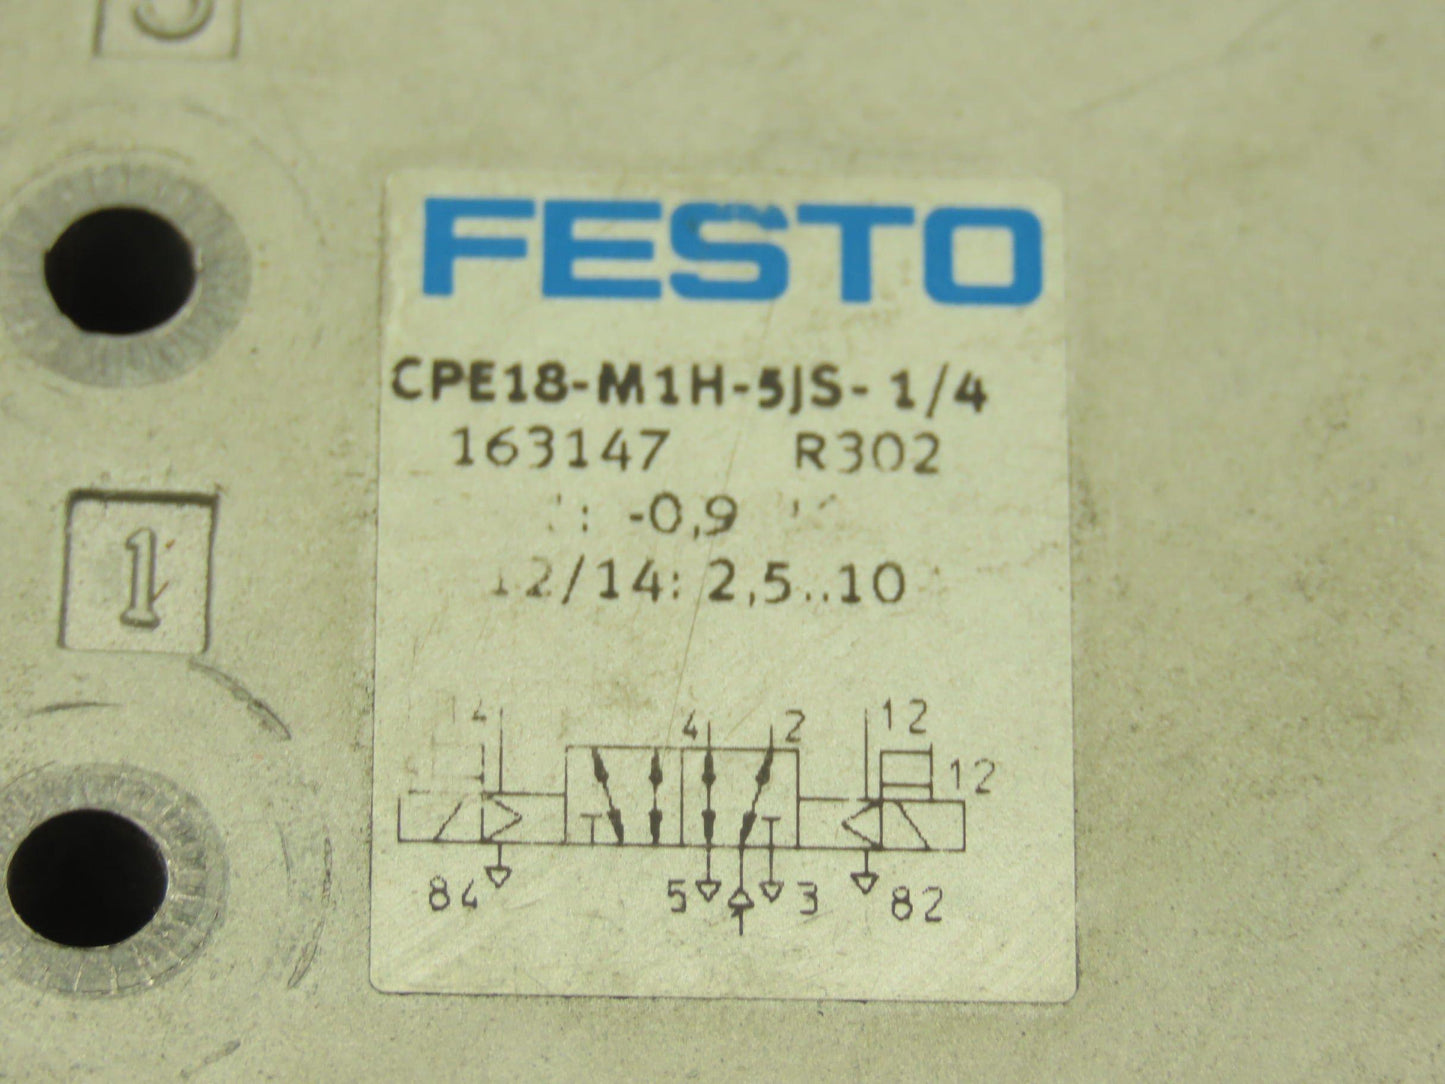 FESTO
CPE18-M1H-5JS-1/4
163147 R302
: -0,9
12/14: 2,5..10
1
4 4 2 12
12
84 5 3 82